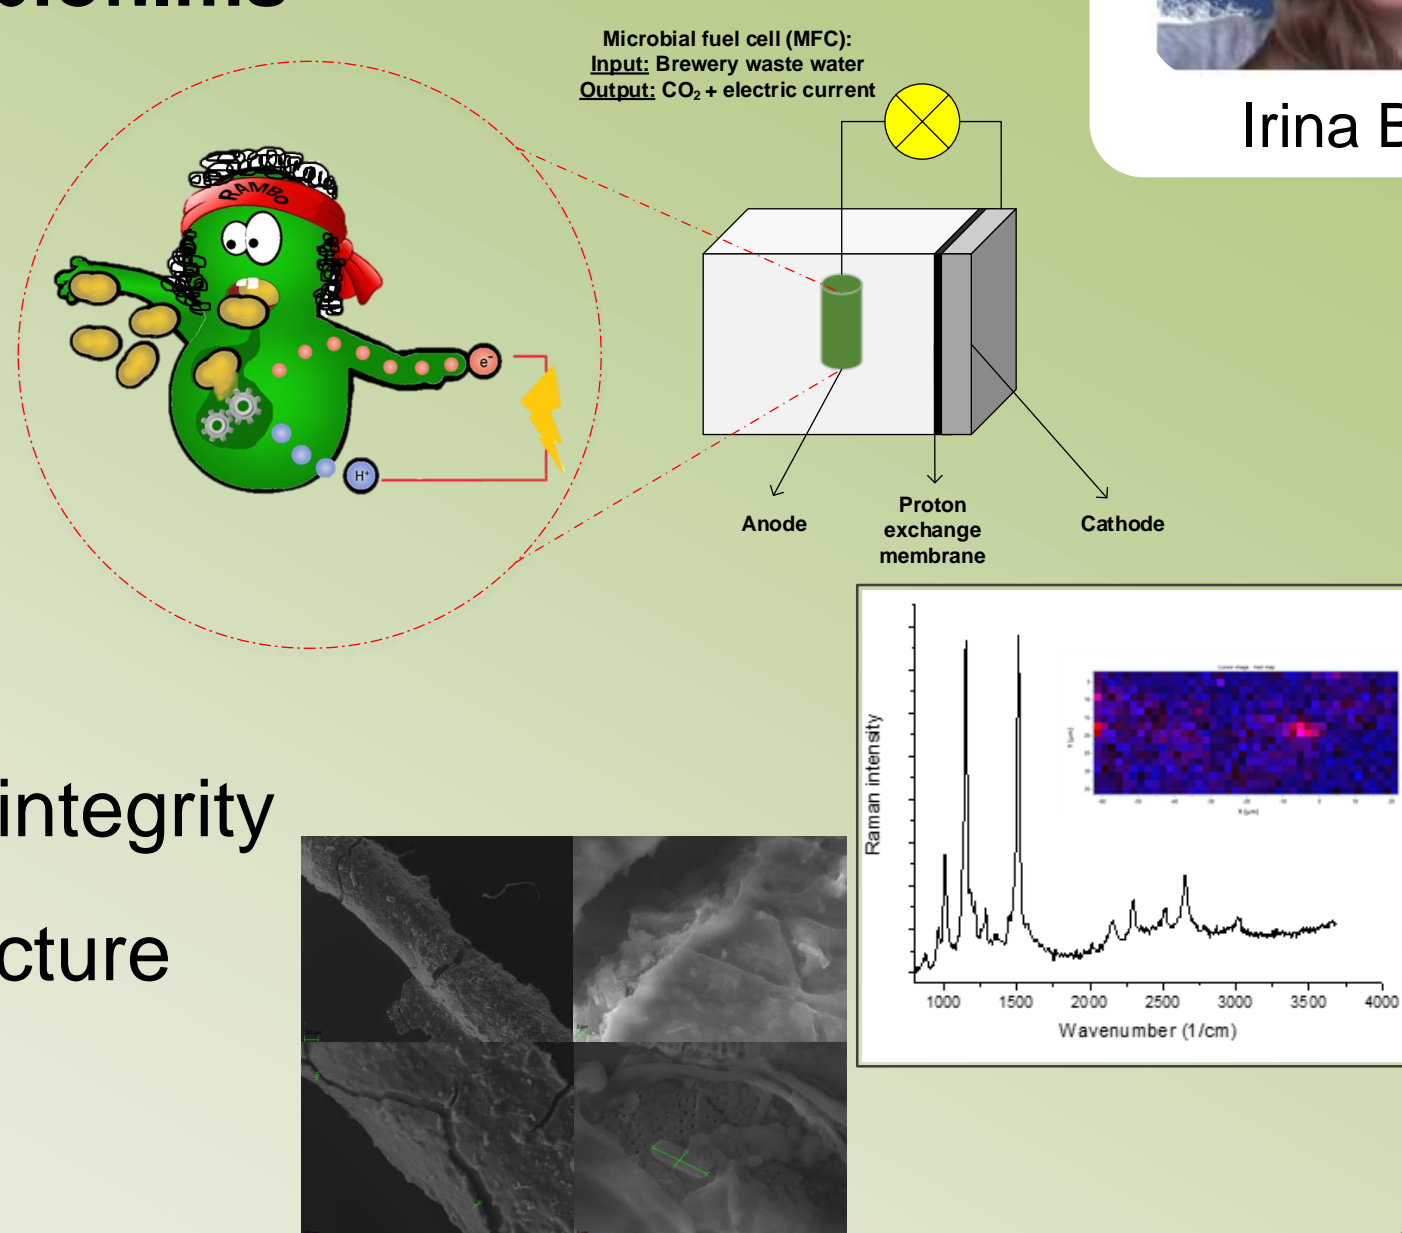 Microbial fuel cell (MFC):
Input: Brewery waste water
Output: CO₂ + electric current
Irina B
RAMBO
e⁻
H⁺
Anode
Proton
exchange
membrane
Cathode
integrity
cture
Raman intensity
1000 1500 2000 2500 3000 3500 4000
Wavenumber (1/cm)